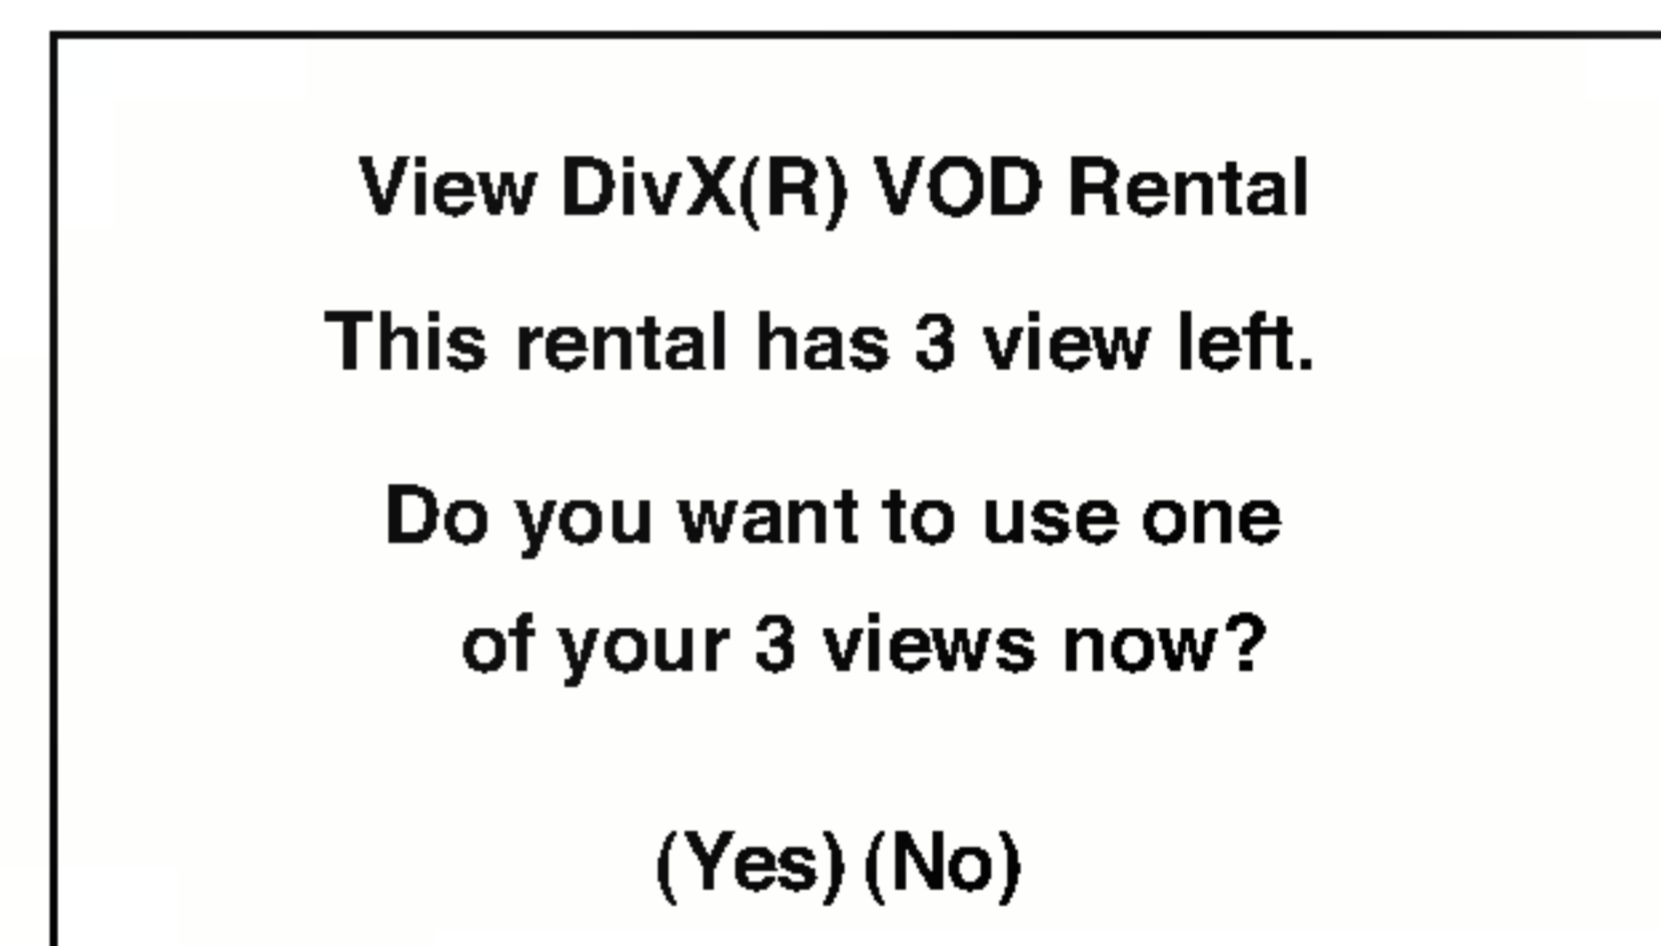 View DivX(R) VOD Rental
This rental has 3 view left.
Do you want to use one
of your 3 views now?
(Yes) (No)